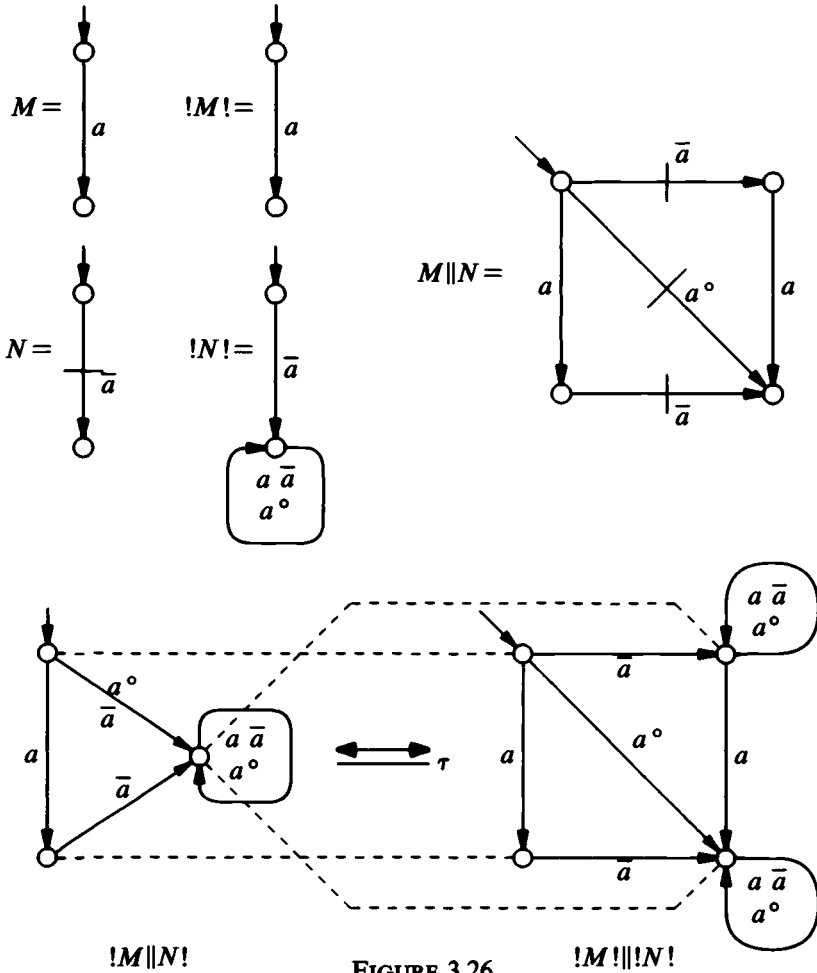 M = a
!M! = a
N = a̅
!N! = a̅
a a̅
a°
M||N =
a̅
a
a°
a
a̅
a°
a̅
a
a̅
a a̅
a°
τ
a̅
a
a°
a
a̅
a a̅
a°
a a̅
a°
!M||N!
FIGURE 3.26
!M!||!N!